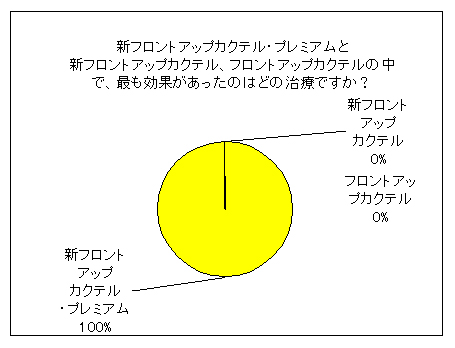 新フロントアップカクテル・プレミアムと
新フロントアップカクテル、フロントアップカクテルの中
で、最も効果があったのはどの治療ですか？
新フロント
アップ
カクテル
0%
フロントアッ
プカクテル
0%
新フロント
アップ
カクテル
・プレミアム
100%